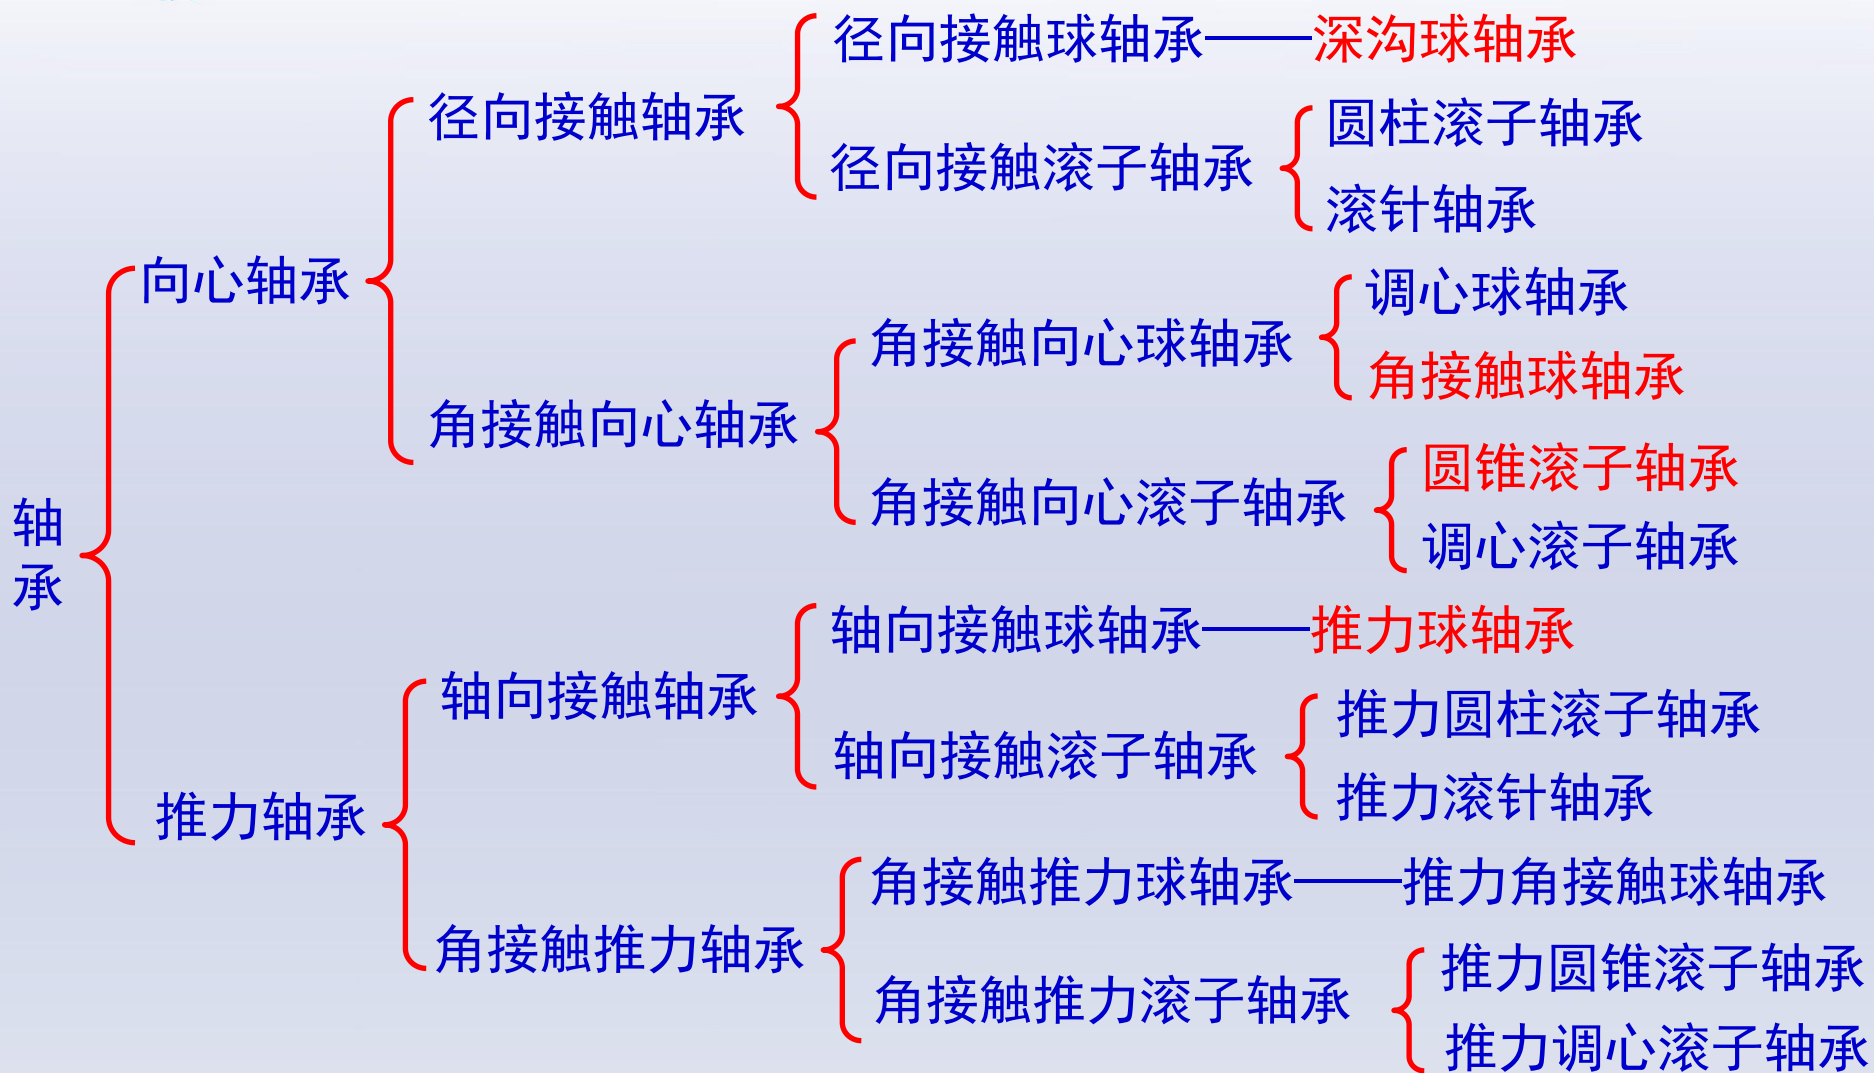 径向接触球轴承——深沟球轴承
径向接触轴承
圆柱滚子轴承
径向接触滚子轴承
滚针轴承
向心轴承
调心球轴承
角接触向心球轴承
角接触球轴承
角接触向心轴承
圆锥滚子轴承
角接触向心滚子轴承
调心滚子轴承
轴
承
轴向接触球轴承——推力球轴承
轴向接触轴承
推力圆柱滚子轴承
轴向接触滚子轴承
推力滚针轴承
推力轴承
角接触推力球轴承——推力角接触球轴承
角接触推力轴承
推力圆锥滚子轴承
角接触推力滚子轴承
推力调心滚子轴承